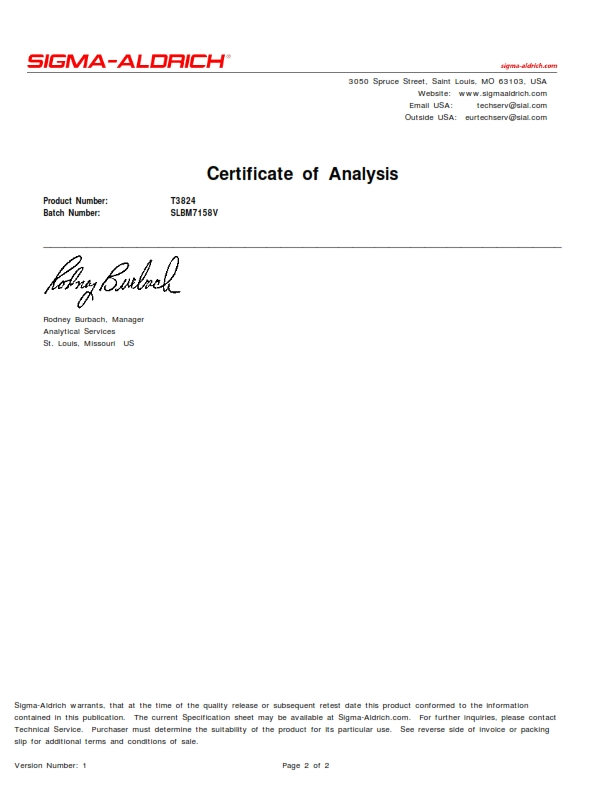 SIGMA-ALDRICH®
sigma-aldrich.com
3050 Spruce Street, Saint Louis, MO 63103, USA
Website: www.sigmaaldrich.com
Email USA: techserv@sial.com
Outside USA: eurtechserv@sial.com
Certificate of Analysis
Product Number: T3824
Batch Number: SLBM7158V
Rodney Burbach
Rodney Burbach, Manager
Analytical Services
St. Louis, Missouri US
Sigma-Aldrich warrants, that at the time of the quality release or subsequent retest date this product conformed to the information
contained in this publication. The current Specification sheet may be available at Sigma-Aldrich.com. For further inquiries, please contact
Technical Service. Purchaser must determine the suitability of the product for its particular use. See reverse side of invoice or packing
slip for additional terms and conditions of sale.
Version Number: 1 Page 2 of 2